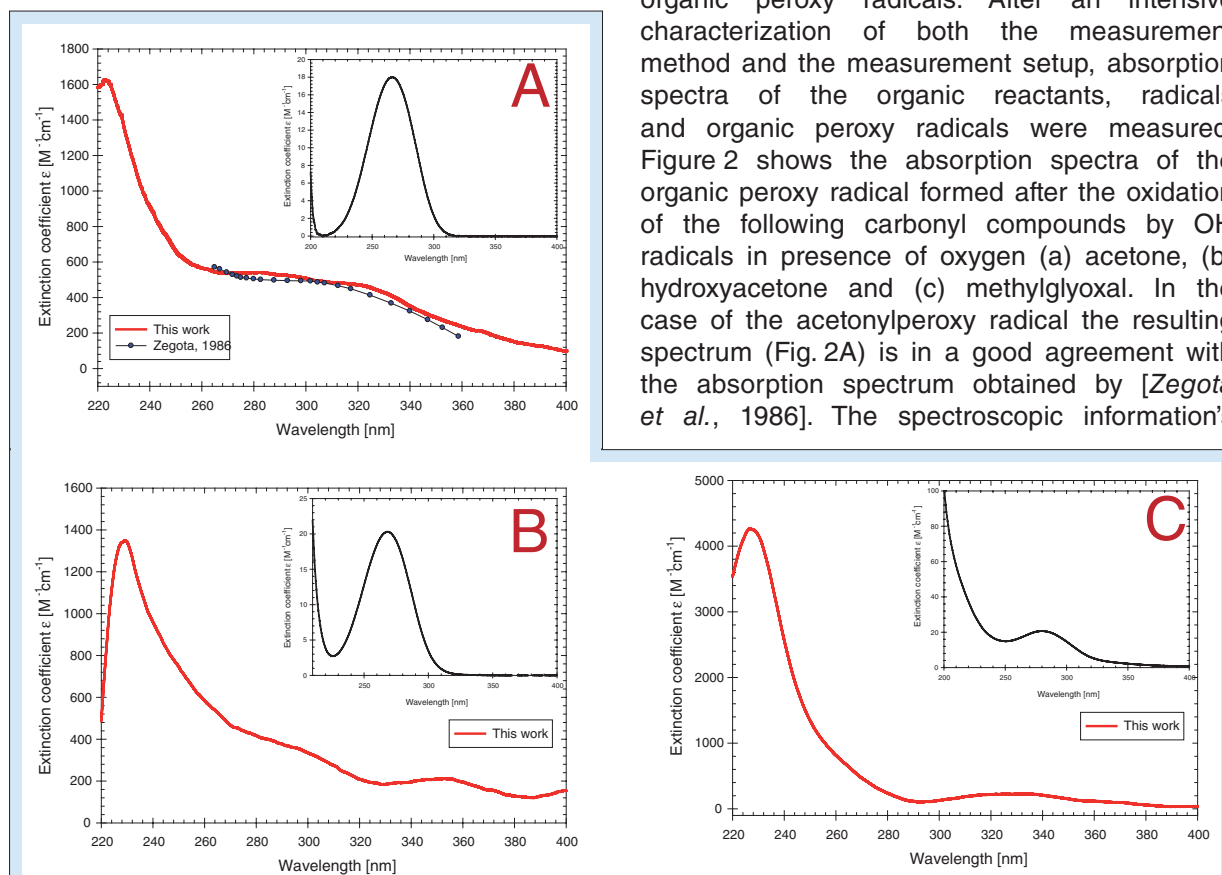 organic peroxy radicals. After an intensive
characterization of both the measuremen
method and the measurement setup, absorption
spectra of the organic reactants, radicals
and organic peroxy radicals were measured
Figure 2 shows the absorption spectra of the
organic peroxy radical formed after the oxidation
of the following carbonyl compounds by OH
radicals in presence of oxygen (a) acetone, (b
hydroxyacetone and (c) methylglyoxal. In the
case of the acetonylperoxy radical the resulting
spectrum (Fig. 2A) is in a good agreement with
the absorption spectrum obtained by [Zegota
et al., 1986]. The spectroscopic information's
A
Extinction coefficient ε [M⁻¹cm⁻¹]
1800
1600
1400
1200
1000
800
600
400
200
0
220 240 260 280 300 320 340 360 380 400
Wavelength [nm]
This work
Zegota, 1986
Extinction coefficient ε [M⁻¹cm⁻¹]
20
18
16
14
12
10
8
6
4
2
0
200 250 300 350 400
Wavelength [nm]
B
Extinction coefficient ε [M⁻¹cm⁻¹]
1600
1400
1200
1000
800
600
400
200
0
220 240 260 280 300 320 340 360 380 400
Wavelength [nm]
This work
Extinction coefficient ε [M⁻¹cm⁻¹]
25
20
15
10
5
0
250 300 350 400
Wavelength [nm]
C
Extinction coefficient ε [M⁻¹cm⁻¹]
5000
4000
3000
2000
1000
0
220 240 260 280 300 320 340 360 380 400
Wavelength [nm]
This work
Extinction coefficient ε [M⁻¹cm⁻¹]
100
80
60
40
20
0
200 250 300 350 400
Wavelength [nm]